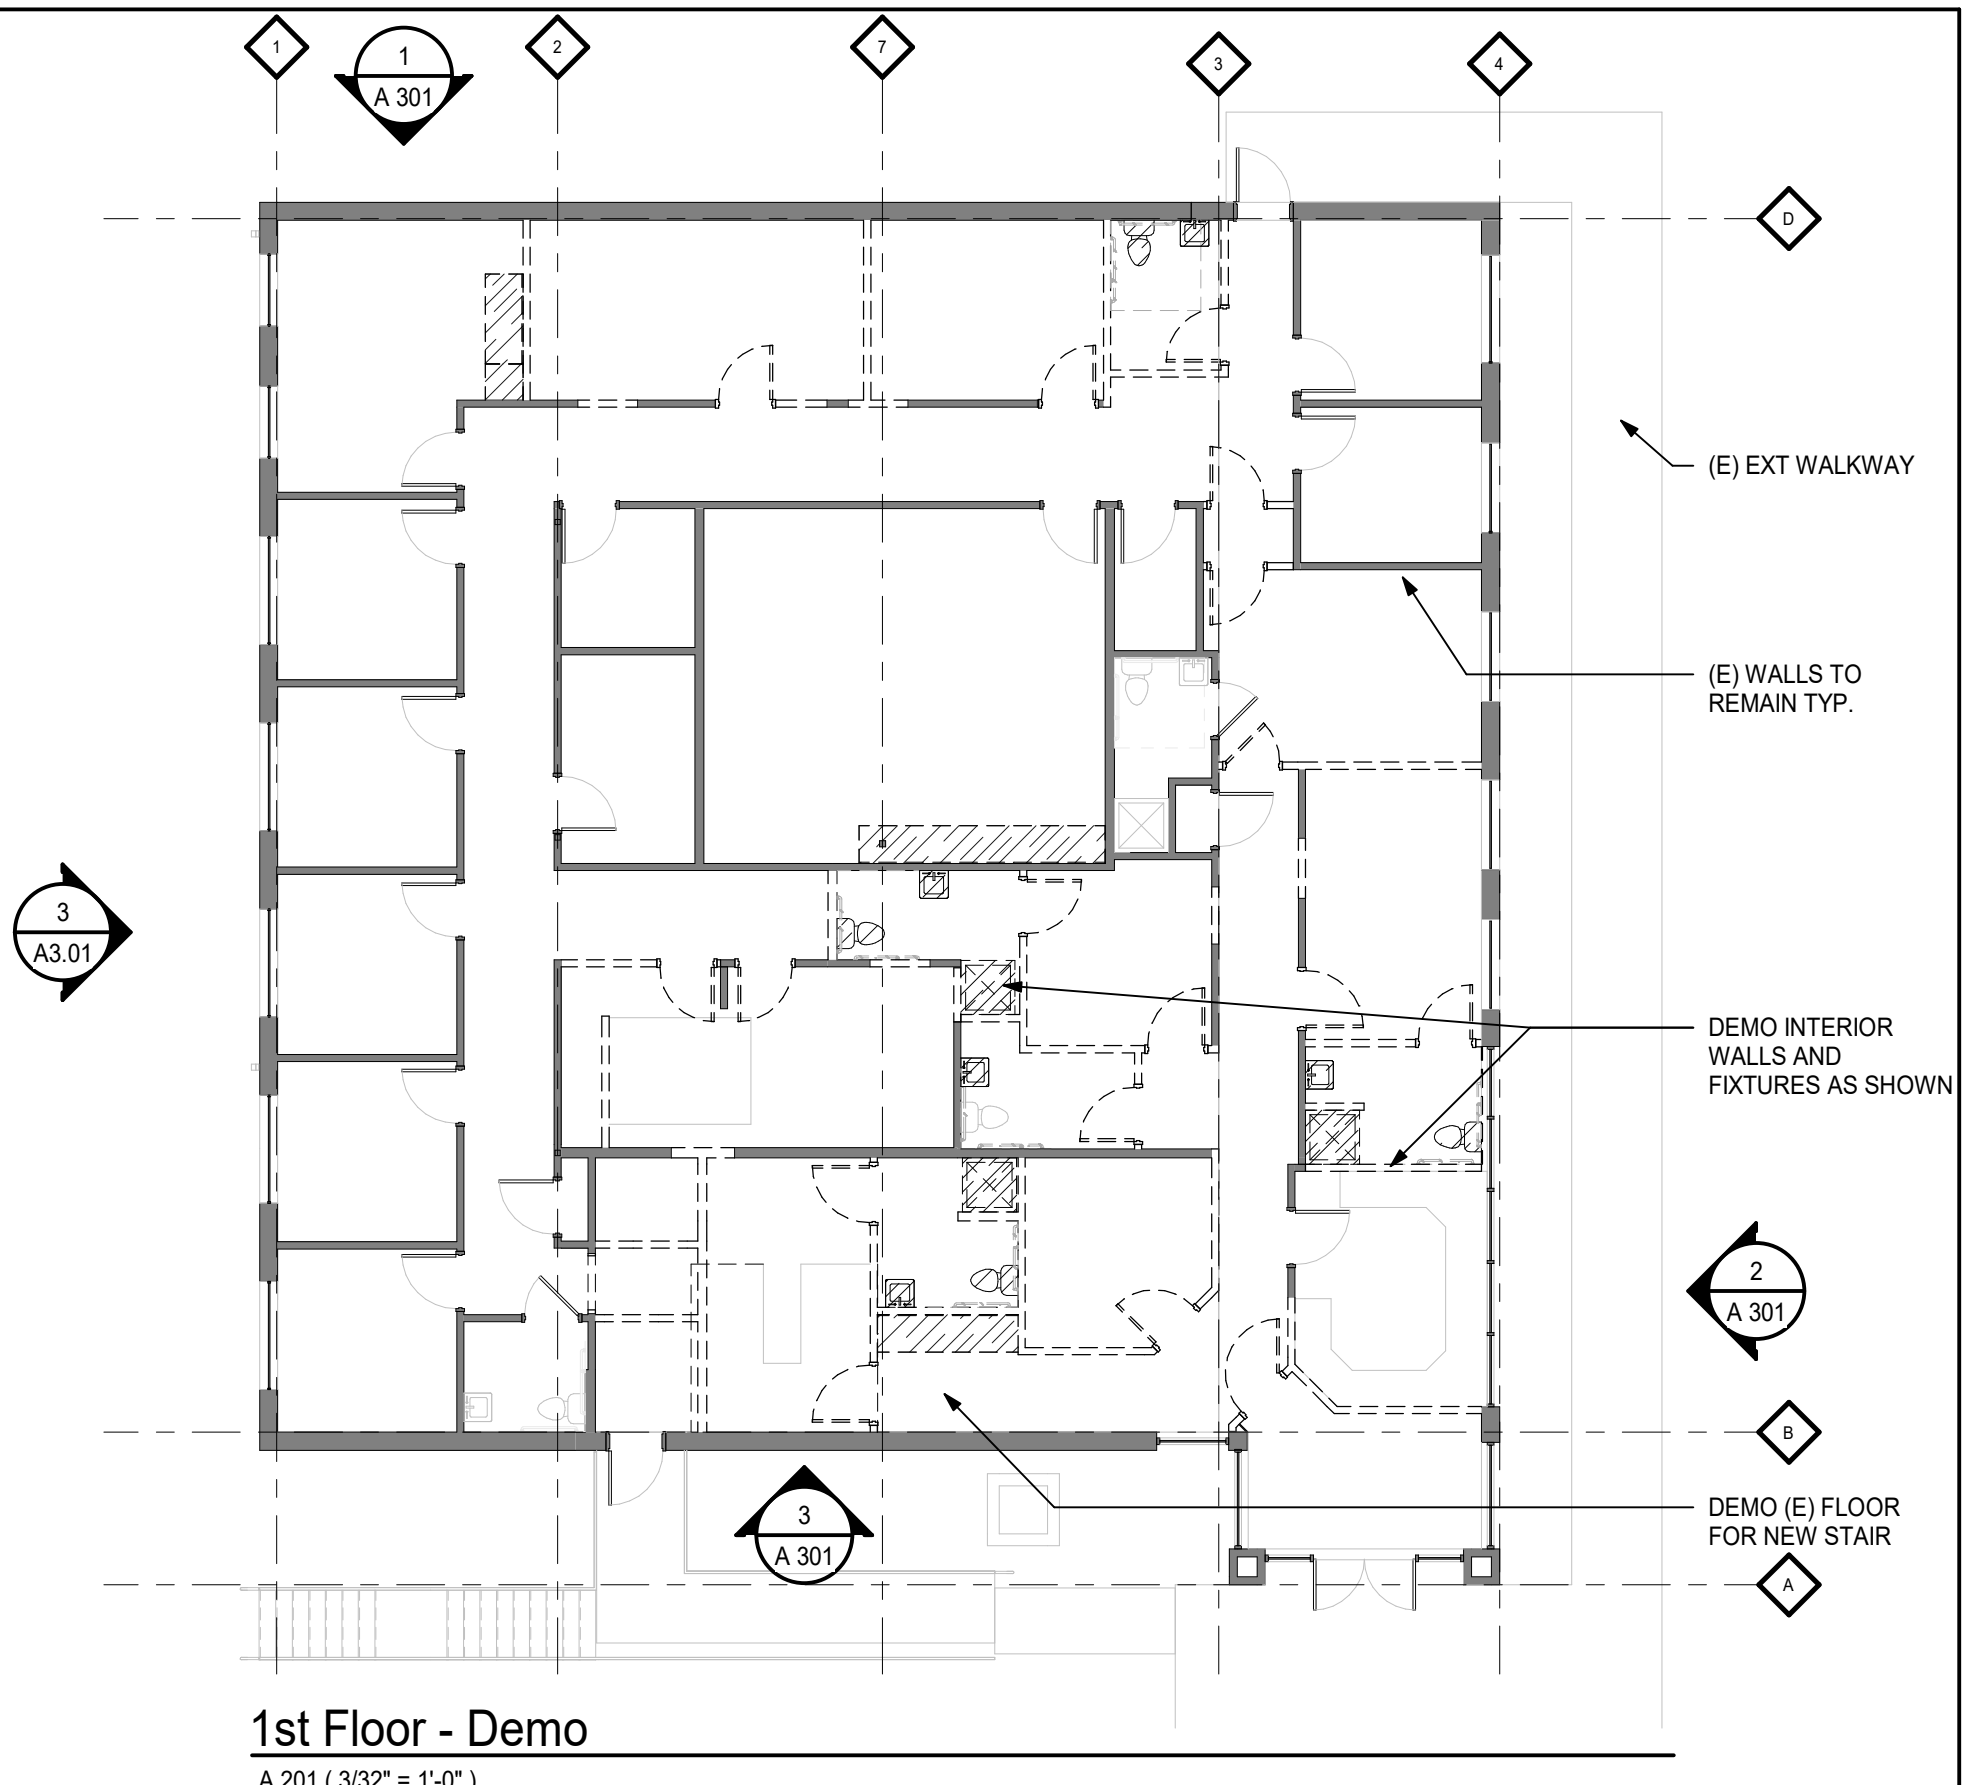 1
2
7
3
4
1
A 301
D
(E) EXT WALKWAY
(E) WALLS TO
REMAIN TYP.
3
A3.01
DEMO INTERIOR
WALLS AND
FIXTURES AS SHOWN
2
A 301
B
3
A 301
DEMO (E) FLOOR
FOR NEW STAIR
A
1st Floor - Demo
A 201 ( 3/32" = 1'-0" )